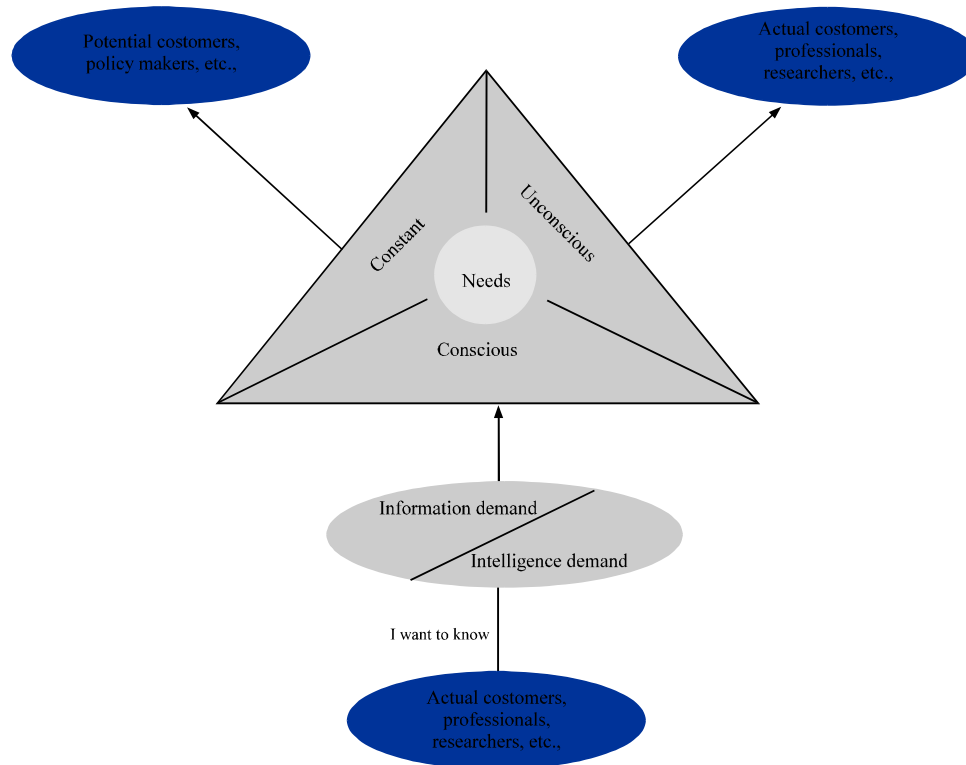 Potential costomers,
policy makers, etc.,
Actual costomers,
professionals,
researchers, etc.,
Constant
Unconscious
Needs
Conscious
Information demand
Intelligence demand
I want to know
Actual costomers,
professionals,
researchers, etc.,